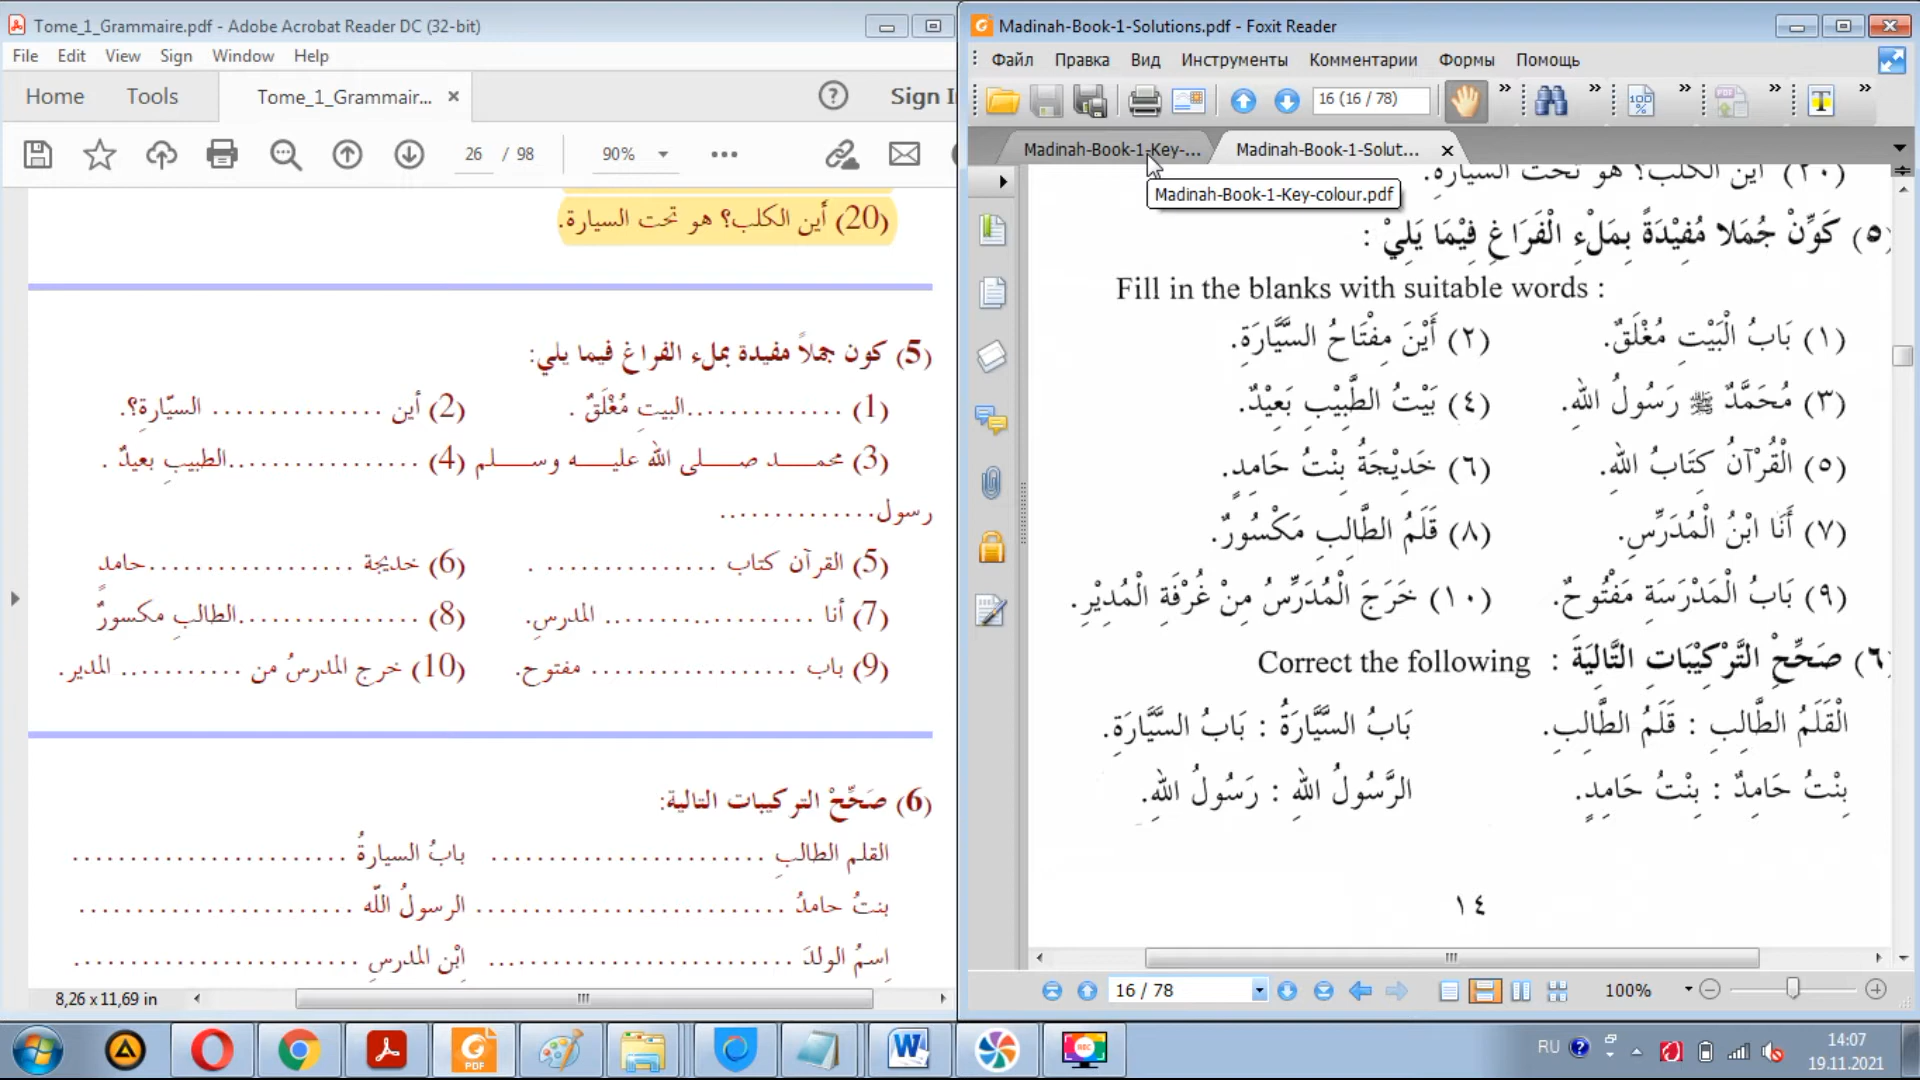 Tome_1_Grammaire.pdf - Adobe Acrobat Reader DC (32-bit)
File Edit View Sign Window Help
Home Tools Tome_1_Grammair... Sign I
26 / 98 90%
(20) أين الكلب؟ هو تحت السيارة.
(5) كون جملاً مفيدة بملء الفراغ فيما يلي:
(1) .............البيتِ مُغْلَقٌ . (2) أين ................ السيّارةِ؟.
(3) محمد صلى الله عليه وسلم (4) .................الطبيبِ بعيدٌ .
رسول..............
(5) القرآن كتاب ................ . (6) خديجة ...................حامدٍ
(7) أنا ................... المدرسِ. (8) .................الطالبِ مكسورٌ
(9) باب ................... مفتوح. (10) خرج المدرسُ من ............ المدير.
(6) صَحِّحْ التركيبات التالية:
القلم الطالبِ ......................... بابُ السيارةُ .........................
بنتُ حامدُ ............................ الرسولُ اللّه .........................
اِسمُ الولدَ ............................ اِبْن المدرسِ ..........................
8,26 x 11,69 in
Madinah-Book-1-Solutions.pdf - Foxit Reader
Файл Правка Вид Инструменты Комментарии Формы Помощь
16 (16 / 78)
Madinah-Book-1-Key-... Madinah-Book-1-Solut...
Madinah-Book-1-Key-colour.pdf
(٢٠) أين الكلب؟ هو تحت السيارة.
(٥) كَوِّنْ جُمَلا مُفِيْدَةً بِمَلْءِ الْفَرَاغِ فِيْمَا يَلِيْ :
Fill in the blanks with suitable words :
(١) بَابُ الْبَيْتِ مُغْلَقٌ. (٢) أَيْنَ مِفْتَاحُ السَّيَّارَةِ.
(٣) مُحَمَّدٌ ﷺ رَسُولُ اللهِ. (٤) بَيْتُ الطَّبِيْبِ بَعِيْدٌ.
(٥) الْقُرْآنُ كِتَابُ اللهِ. (٦) خَدِيْجَةُ بِنْتُ حَامِدٍ.
(٧) أَنَا ابْنُ الْمُدَرِّسِ. (٨) قَلَمُ الطَّالِبِ مَكْسُورٌ.
(٩) بَابُ الْمَدْرَسَةِ مَفْتُوحٌ. (١٠) خَرَجَ الْمُدَرِّسُ مِنْ غُرْفَةِ الْمُدِيْرِ.
(٦) صَحِّحْ التَّرْكِيْبَاتِ التَّالِيَةَ : Correct the following
الْقَلَمُ الطَّالِبِ : قَلَمُ الطَّالِبِ. بَابُ السَّيَّارَةُ : بَابُ السَّيَّارَةِ.
بِنْتُ حَامِدٌ : بِنْتُ حَامِدٍ. الرَّسُولُ اللهِ : رَسُولُ اللهِ.
١٤
16 / 78 100%
RU 14:07
19.11.2021